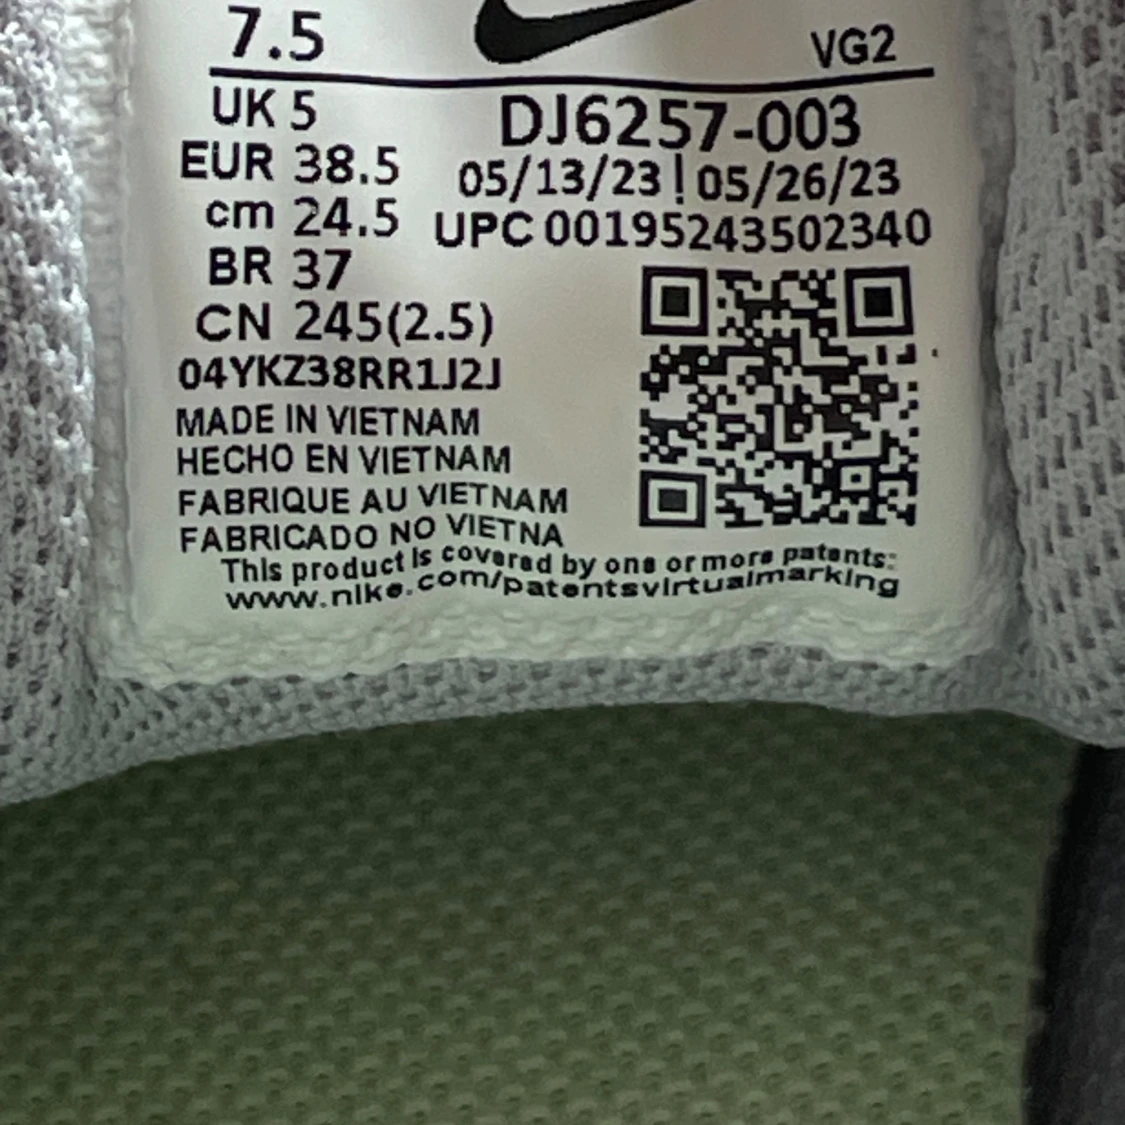 7.5
VG2
UK 5
DJ6257-003
EUR 38.5
05/13/23 | 05/26/23
cm 24.5
UPC 00195243502340
BR 37
CN 245(2.5)
04YKZ38RR1J2J
MADE IN VIETNAM
HECHO EN VIETNAM
FABRIQUE AU VIETNAM
FABRICADO NO VIETNA
This product is covered by one or more patents:
www.nike.com/patentsvirtualmarking